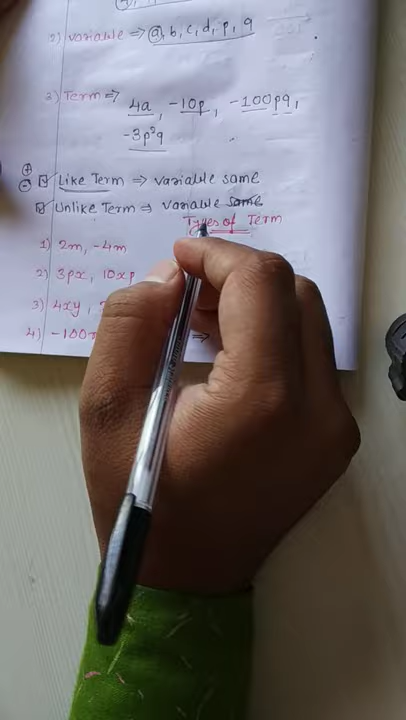 2) variable ⇒ a, b, c, d, p, q
3) Term ⇒ 4a, -10p, -100pq,
-3p²q
Like Term ⇒ variable same
Unlike Term ⇒ variable same
Types of Term
1) 2m, -4m
2) 3px, 10xp
3) 4xy,
4) -100